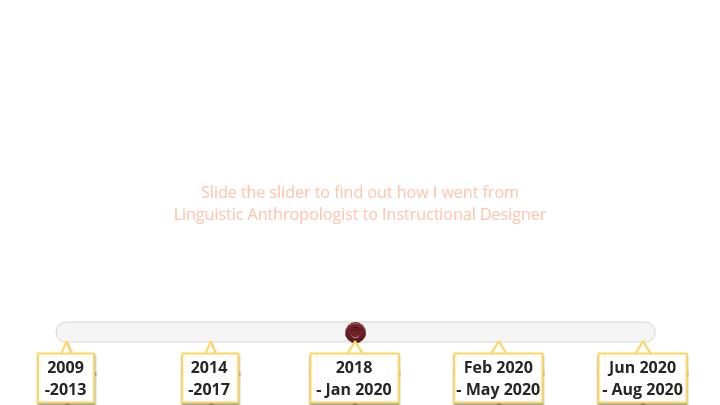 Slide the slider to find out how I went from
Linguistic Anthropologist to Instructional Designer
2009
-2013
2014
-2017
2018
- Jan 2020
Feb 2020
- May 2020
Jun 2020
- Aug 2020